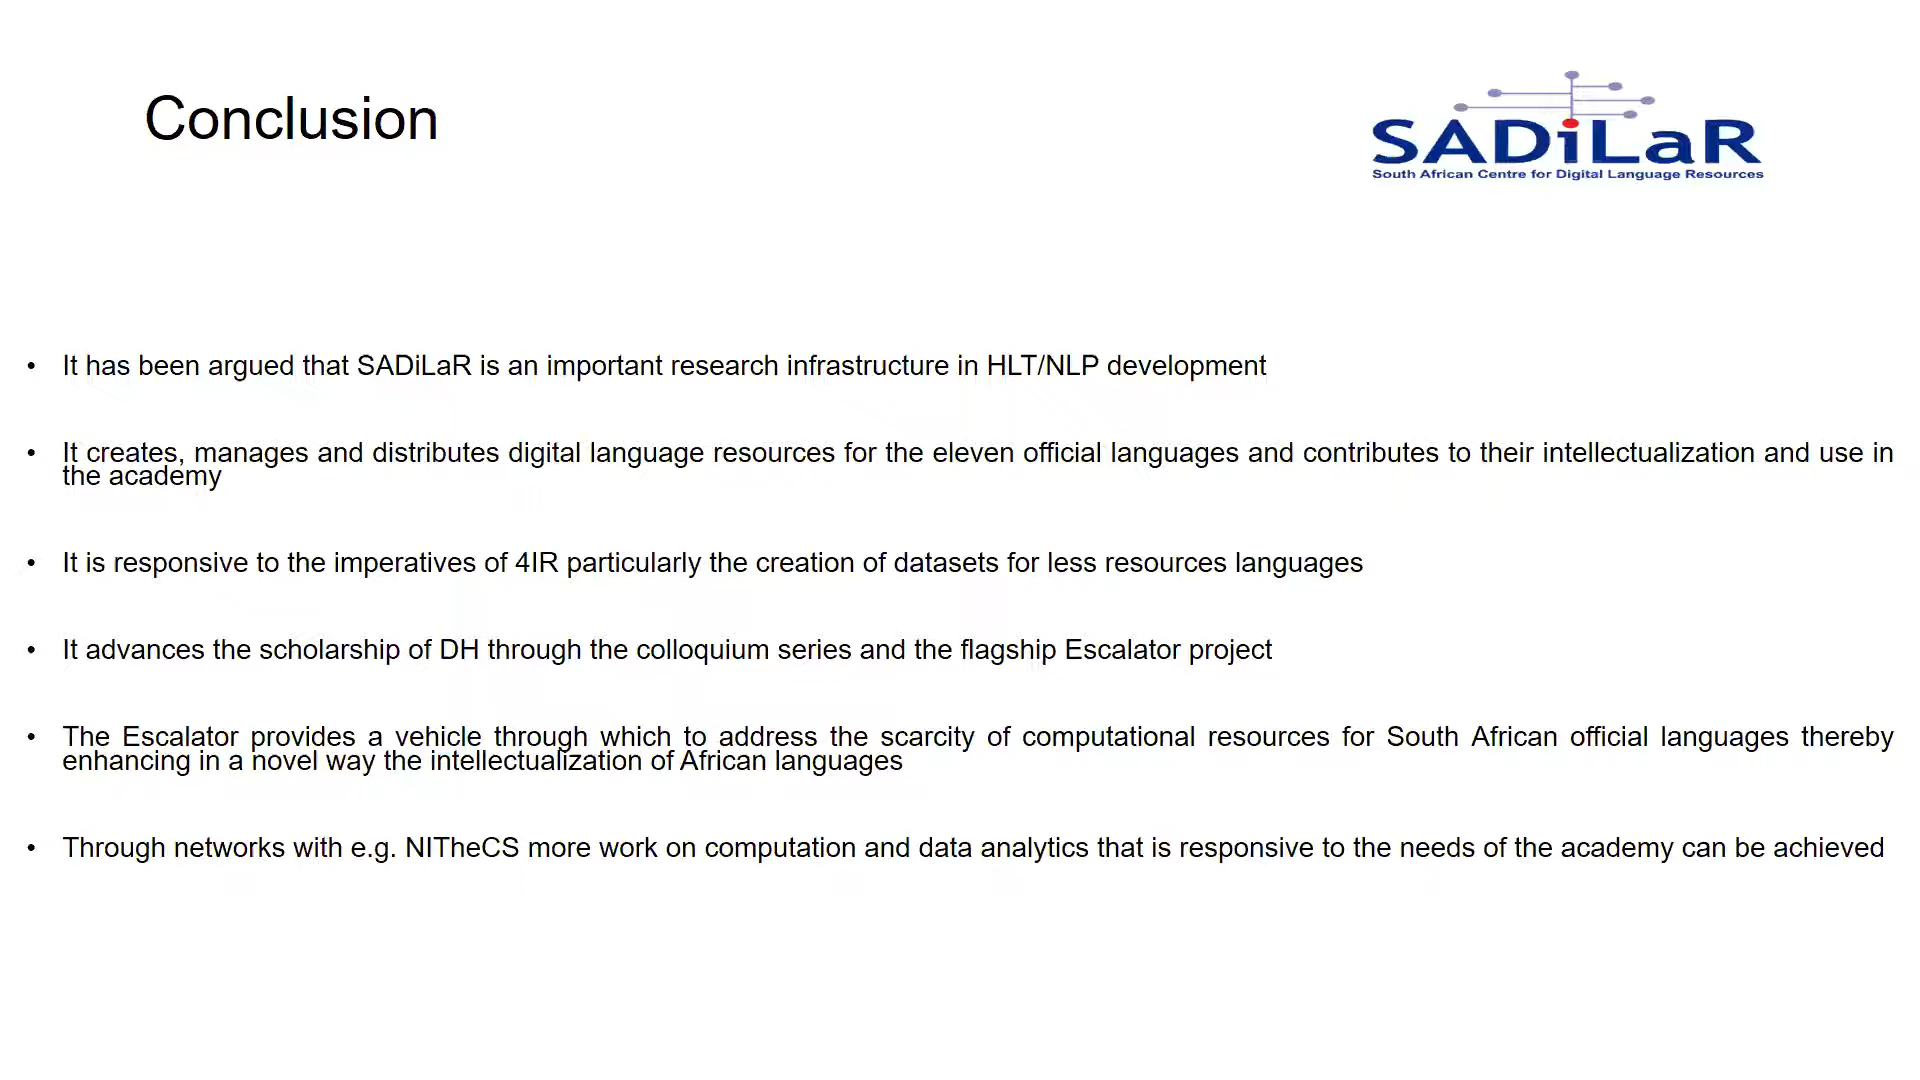 Conclusion
SADiLaR
South African Centre for Digital Language Resources
• It has been argued that SADiLaR is an important research infrastructure in HLT/NLP development
• It creates, manages and distributes digital language resources for the eleven official languages and contributes to their intellectualization and use in
the academy
• It is responsive to the imperatives of 4IR particularly the creation of datasets for less resources languages
• It advances the scholarship of DH through the colloquium series and the flagship Escalator project
• The Escalator provides a vehicle through which to address the scarcity of computational resources for South African official languages thereby
enhancing in a novel way the intellectualization of African languages
• Through networks with e.g. NITheCS more work on computation and data analytics that is responsive to the needs of the academy can be achieved